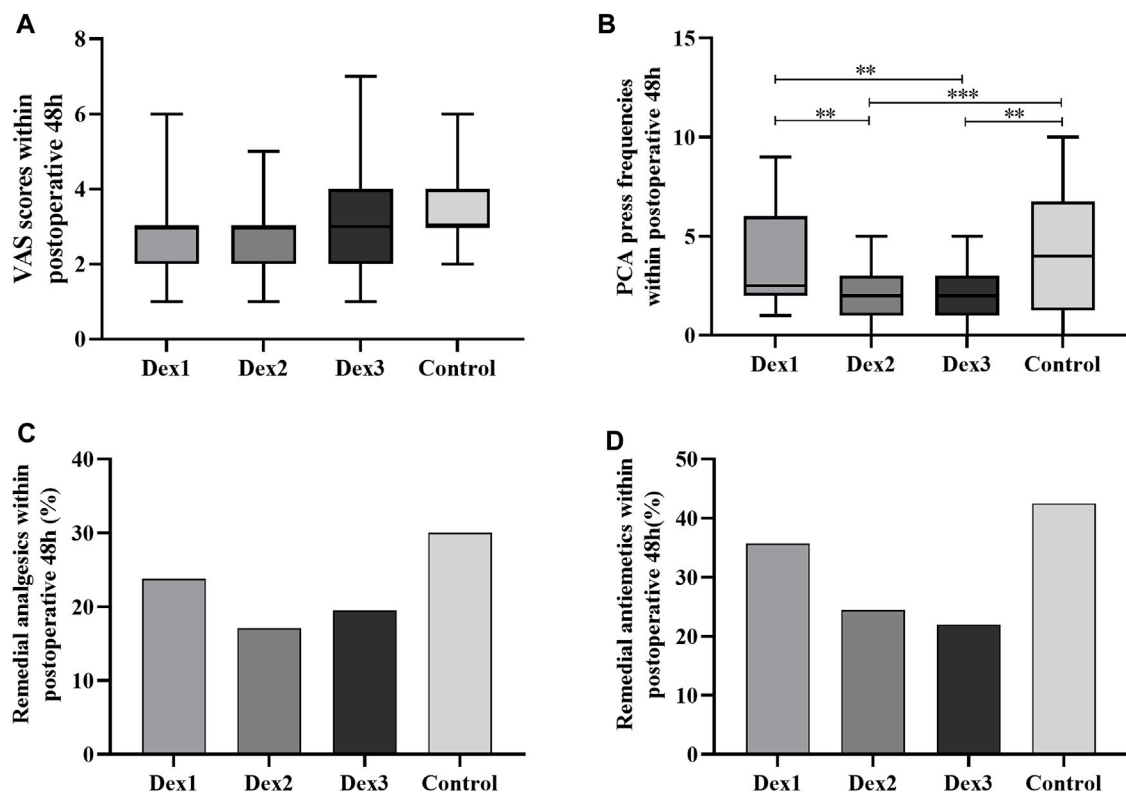 A
VAS scores within
postoperative 48h
8
6
4
2
0
Dex1 Dex2 Dex3 Control
B
PCA press frequencies
within postoperative 48h
15
10
5
0
**
***
** **
Dex1 Dex2 Dex3 Control
C
Remedial analgesics within
postoperative 48h (%)
40
30
20
10
0
Dex1 Dex2 Dex3 Control
D
Remedial antiemetics within
postoperative 48h(%)
50
40
30
20
10
0
Dex1 Dex2 Dex3 Control